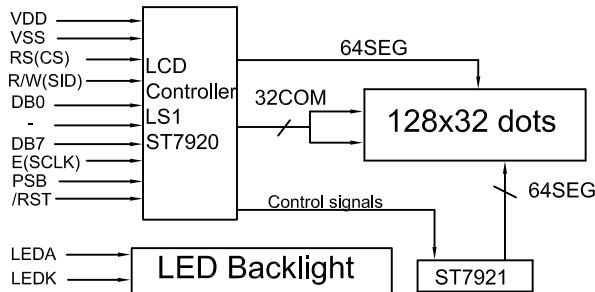 VDD
VSS
RS(CS)
R/W(SID)
DB0
-
DB7
E(SCLK)
PSB
/RST
LCD
Controller
LS1
ST7920
64SEG
32COM
128x32 dots
64SEG
Control signals
LEDA
LEDK
LED Backlight
ST7921